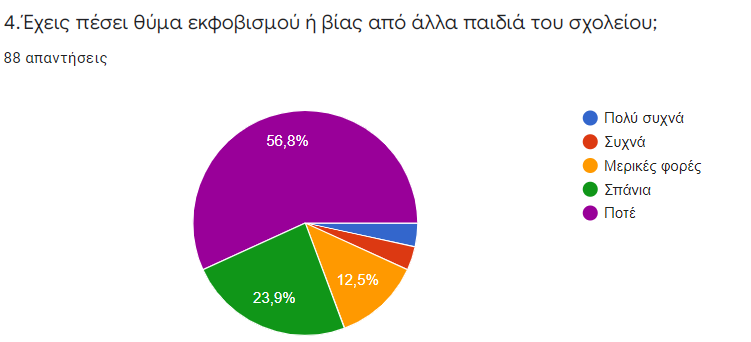 4.Έχεις πέσει θύμα εκφοβισμού ή βίας από άλλα παιδιά του σχολείου;
88 απαντήσεις
56,8%
23,9%
12,5%
Πολύ συχνά
Συχνά
Μερικές φορές
Σπάνια
Ποτέ